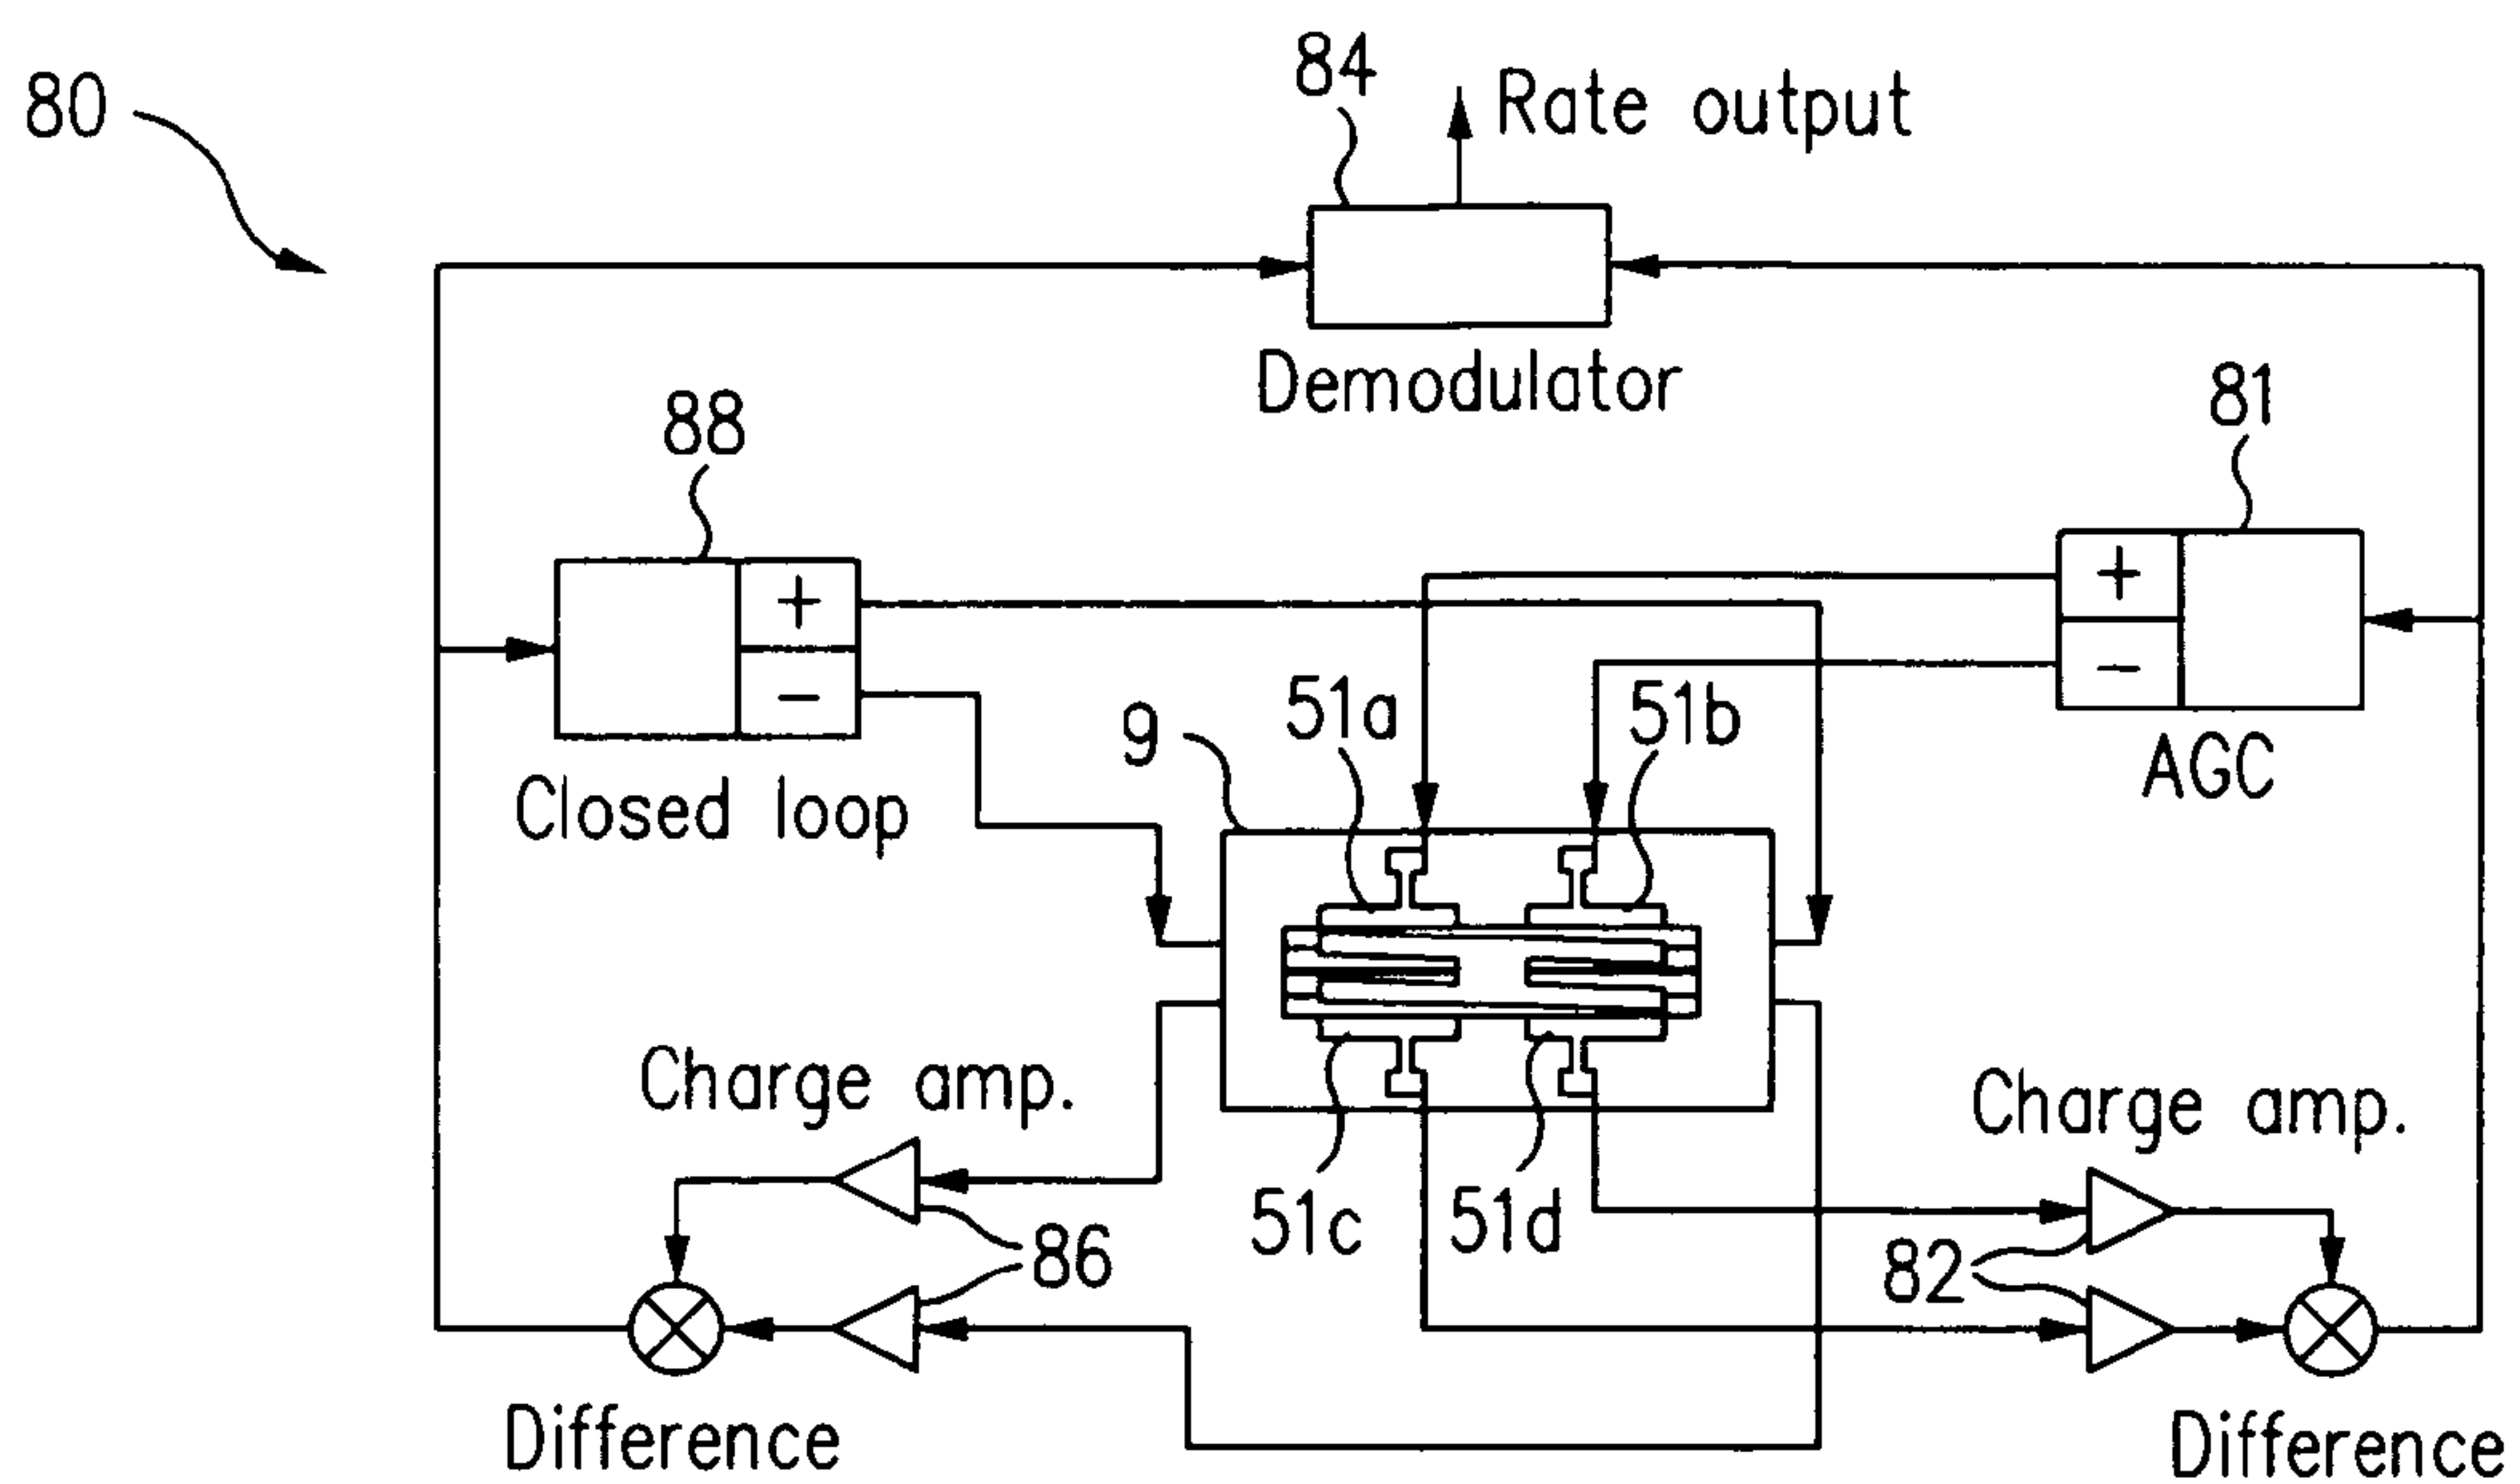 80
84
Rate output
Demodulator
88
81
+
+
−
−
51a
51b
9
AGC
Closed loop
Charge amp.
Charge amp.
51c
51d
86
82
Difference
Difference